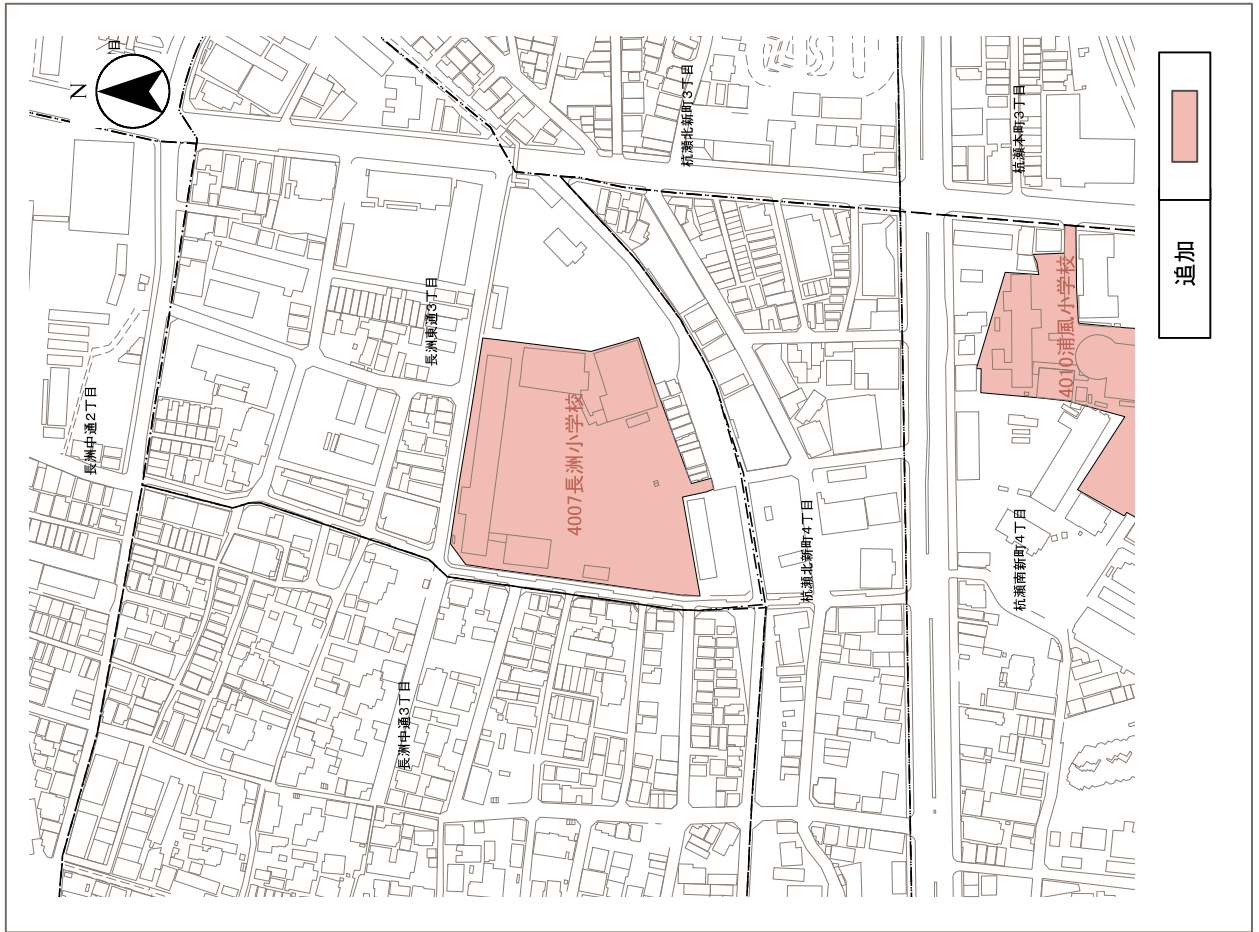 N
目
長洲中通2丁目
長洲東通3丁目
杭瀬北新町3丁目
杭瀬本町3丁目
4007長洲小学校
4010浦風小学校
杭瀬北新町4丁目
杭瀬南新町4丁目
長洲中通3丁目
追加